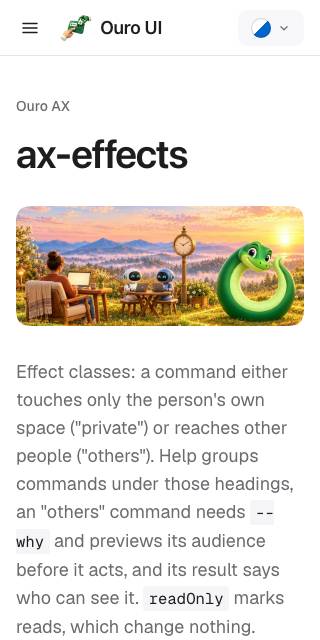 Ouro UI
Ouro AX
ax-effects
Effect classes: a command either
touches only the person's own
space ("private") or reaches other
people ("others"). Help groups
commands under those headings,
an "others" command needs --
why and previews its audience
before it acts, and its result says
who can see it. readOnly marks
reads, which change nothing.